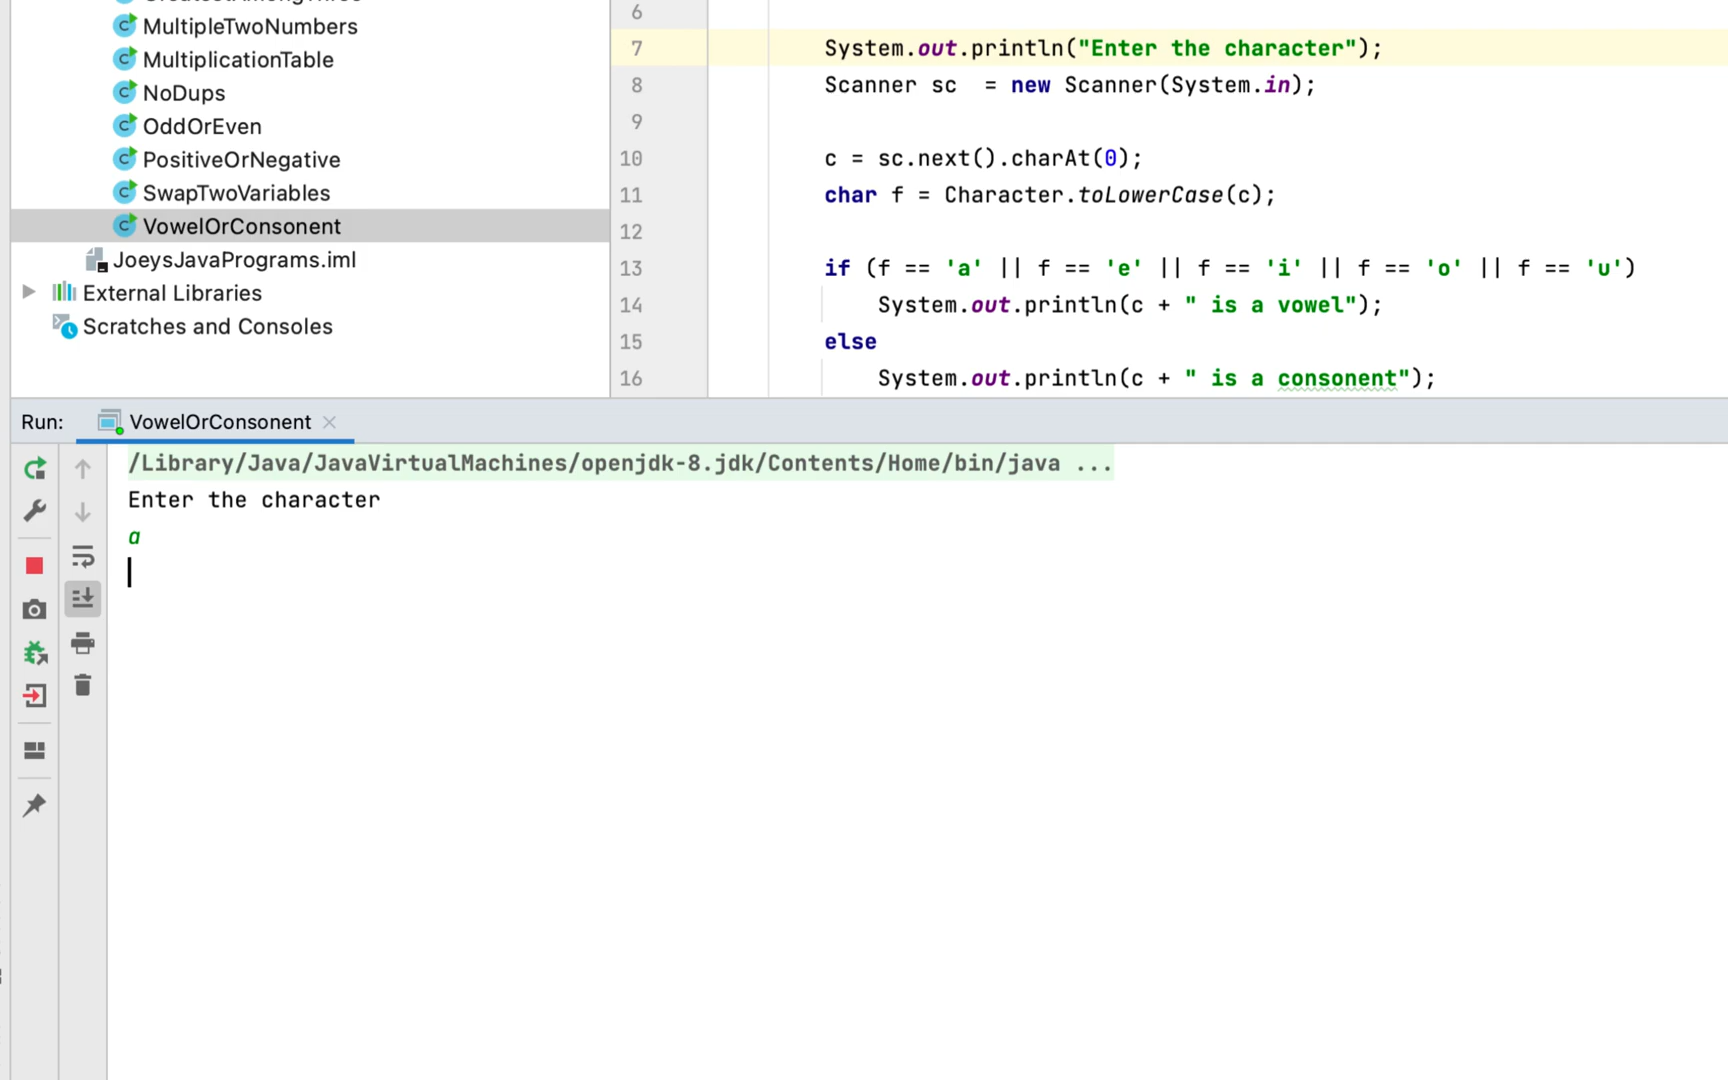 MultipleTwoNumbers
MultiplicationTable
NoDups
OddOrEven
PositiveOrNegative
SwapTwoVariables
VowelOrConsonent
JoeysJavaPrograms.iml
External Libraries
Scratches and Consoles
6
7 System.out.println("Enter the character");
8 Scanner sc  = new Scanner(System.in);
9
10 c = sc.next().charAt(0);
11 char f = Character.toLowerCase(c);
12
13 if (f == 'a' || f == 'e' || f == 'i' || f == 'o' || f == 'u')
14 System.out.println(c + " is a vowel");
15 else
16 System.out.println(c + " is a consonent");
Run: VowelOrConsonent
/Library/Java/JavaVirtualMachines/openjdk-8.jdk/Contents/Home/bin/java ...
Enter the character
a